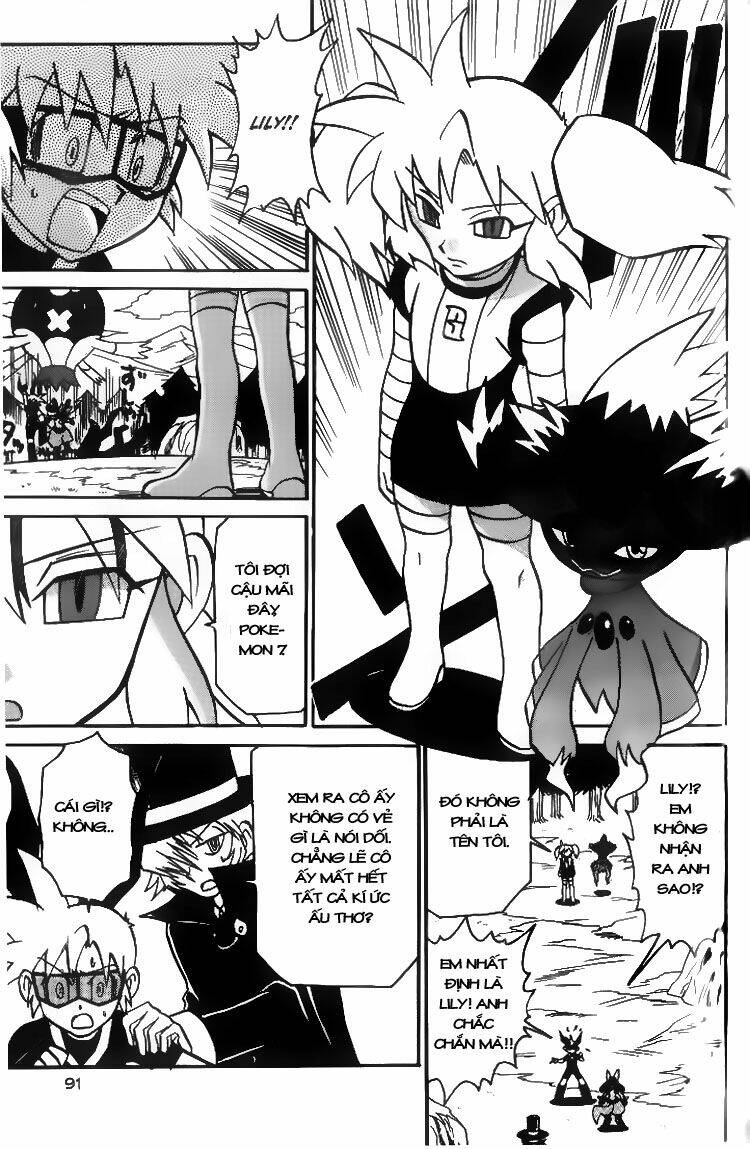 LILY!!
TÔI ĐỢI
CẬU MÃI
ĐÂY,
POKE-
MON 7.
LILY!?
EM
KHÔNG
NHẬN
RA ANH
SAO!?
ĐÓ KHÔNG
PHẢI LÀ
TÊN TÔI.
EM NHẤT
ĐỊNH LÀ
LILY! ANH
CHẮC
CHẮN MÀ!!
XEM RA CÔ ẤY
KHÔNG CÓ VẺ
GÌ LÀ NÓI DỐI.
CHẲNG LẼ CÔ
ẤY MẤT HẾT
TẤT CẢ KÍ ỨC
ẤU THƠ?
CÁI GÌ!?
KHÔNG..
91